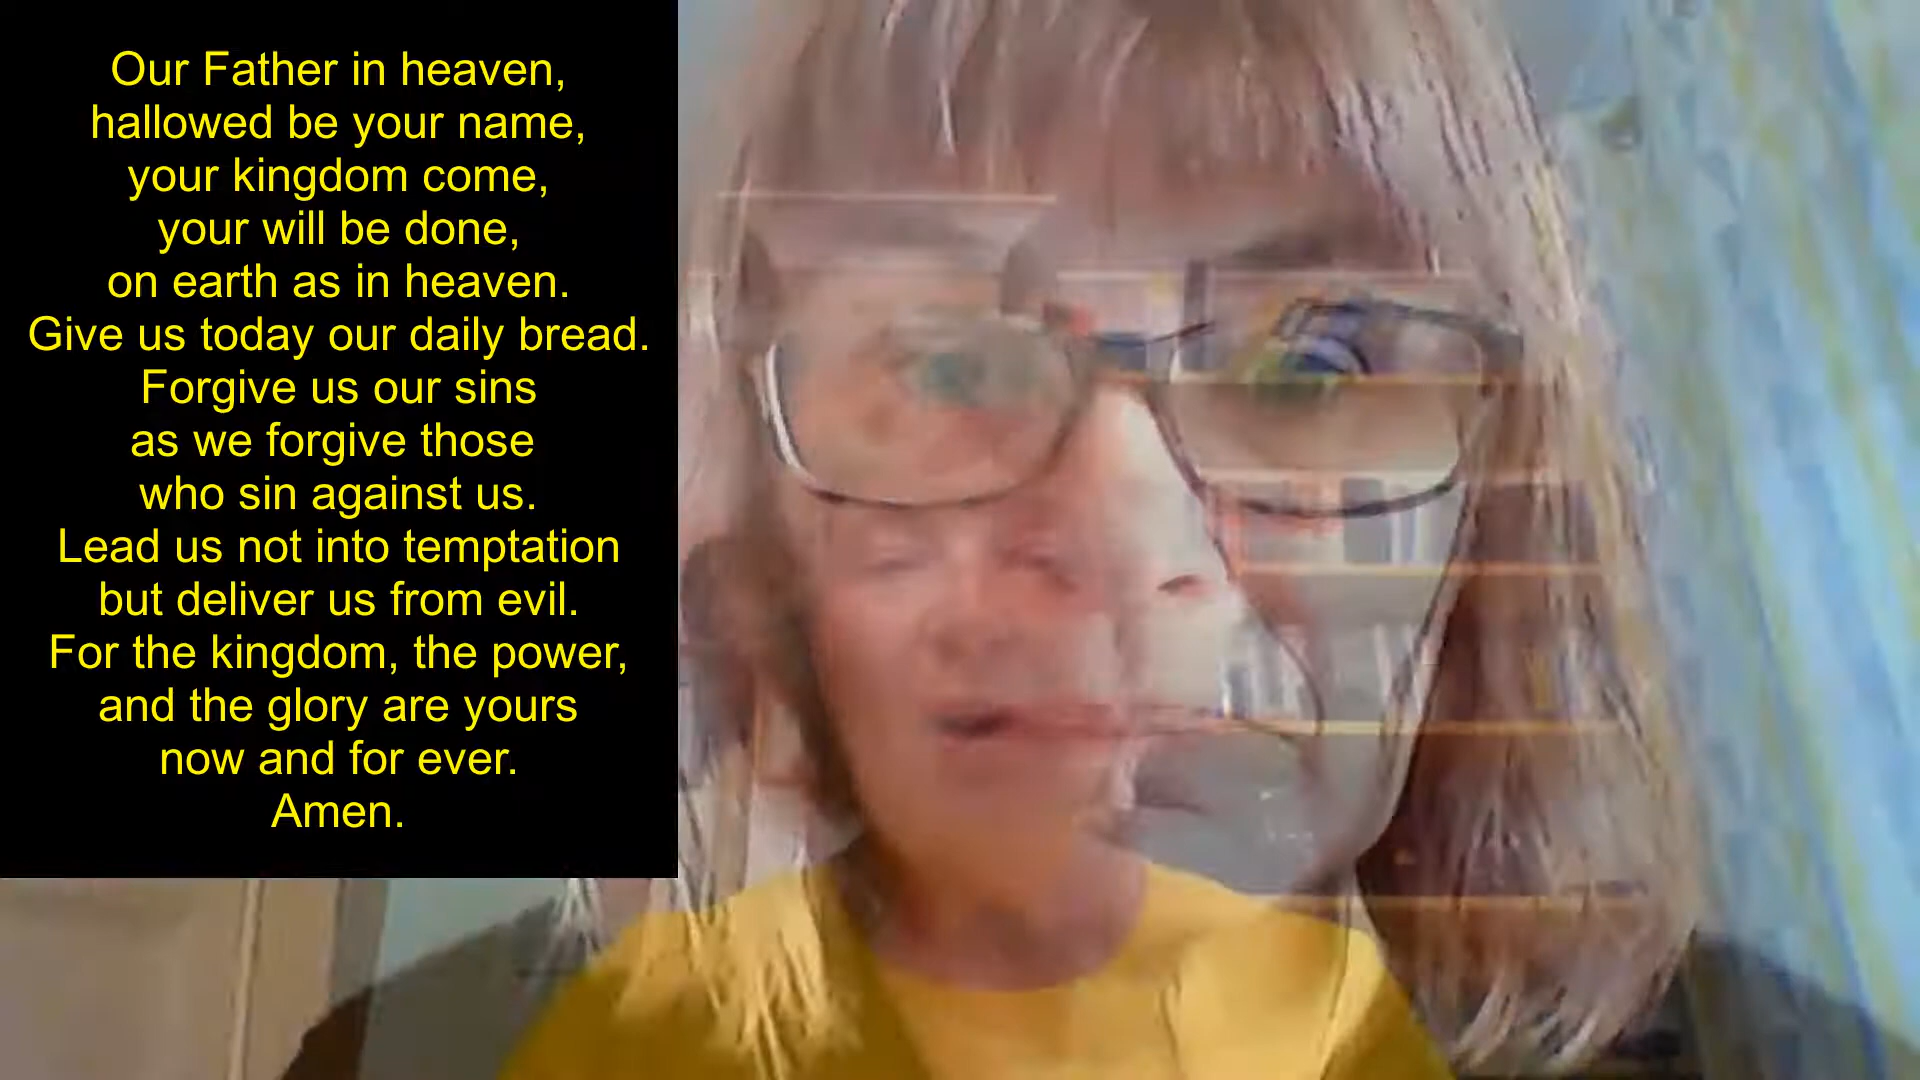 Our Father in heaven,
hallowed be your name,
your kingdom come,
your will be done,
on earth as in heaven.
Give us today our daily bread.
Forgive us our sins
as we forgive those
who sin against us.
Lead us not into temptation
but deliver us from evil.
For the kingdom, the power,
and the glory are yours
now and for ever.
Amen.